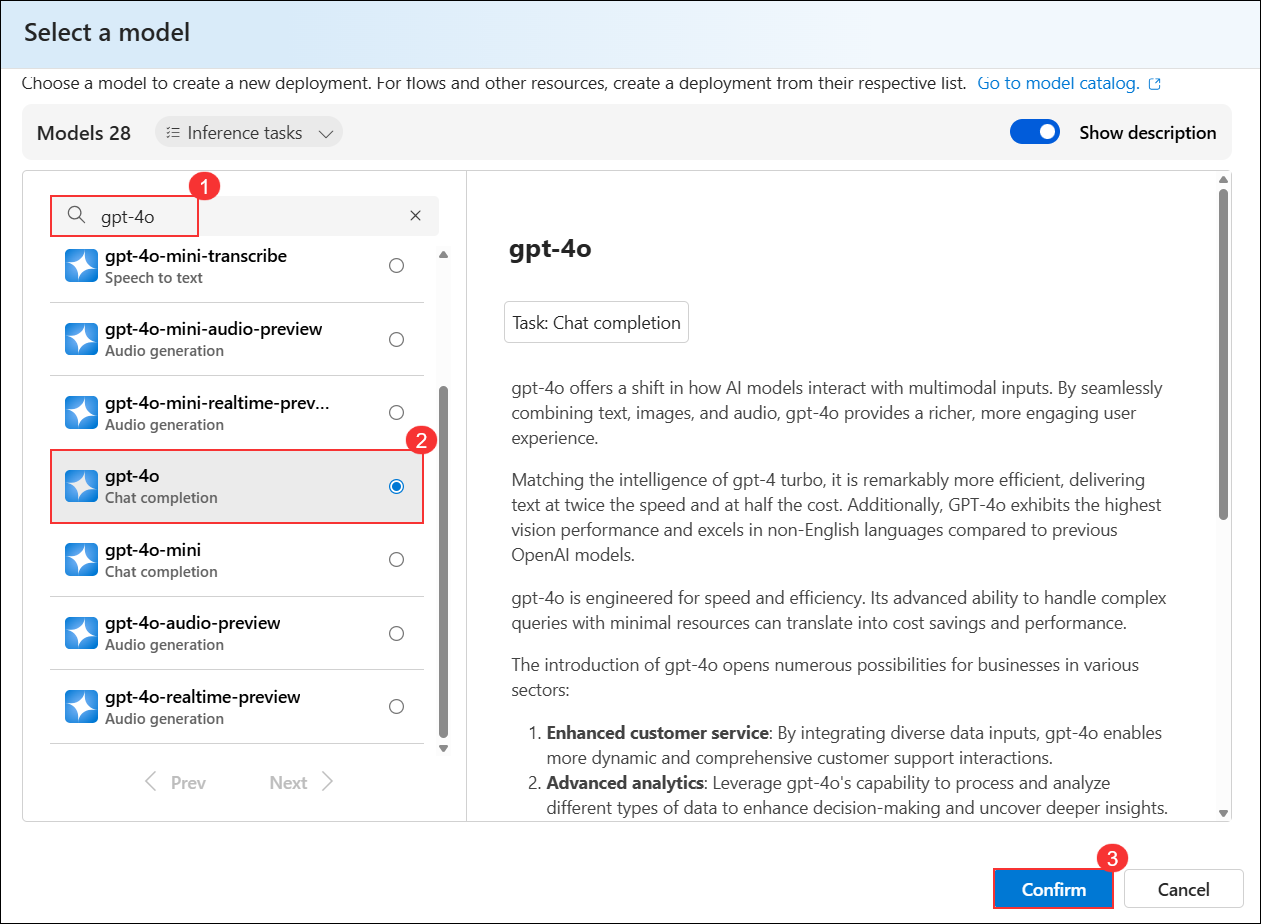 Select a model
Choose a model to create a new deployment. For flows and other resources, create a deployment from their respective list. Go to model catalog.
Models 28
Inference tasks
Show description
1
gpt-4o
gpt-4o-mini-transcribe
Speech to text
gpt-4o-mini-audio-preview
Audio generation
gpt-4o-mini-realtime-prev...
Audio generation
2
gpt-4o
Chat completion
gpt-4o-mini
Chat completion
gpt-4o-audio-preview
Audio generation
gpt-4o-realtime-preview
Audio generation
Prev
Next
gpt-4o
Task: Chat completion
gpt-4o offers a shift in how AI models interact with multimodal inputs. By seamlessly
combining text, images, and audio, gpt-4o provides a richer, more engaging user
experience.
Matching the intelligence of gpt-4 turbo, it is remarkably more efficient, delivering
text at twice the speed and at half the cost. Additionally, GPT-4o exhibits the highest
vision performance and excels in non-English languages compared to previous
OpenAI models.
gpt-4o is engineered for speed and efficiency. Its advanced ability to handle complex
queries with minimal resources can translate into cost savings and performance.
The introduction of gpt-4o opens numerous possibilities for businesses in various
sectors:
1. Enhanced customer service: By integrating diverse data inputs, gpt-4o enables
more dynamic and comprehensive customer support interactions.
2. Advanced analytics: Leverage gpt-4o's capability to process and analyze
different types of data to enhance decision-making and uncover deeper insights.
3
Confirm
Cancel